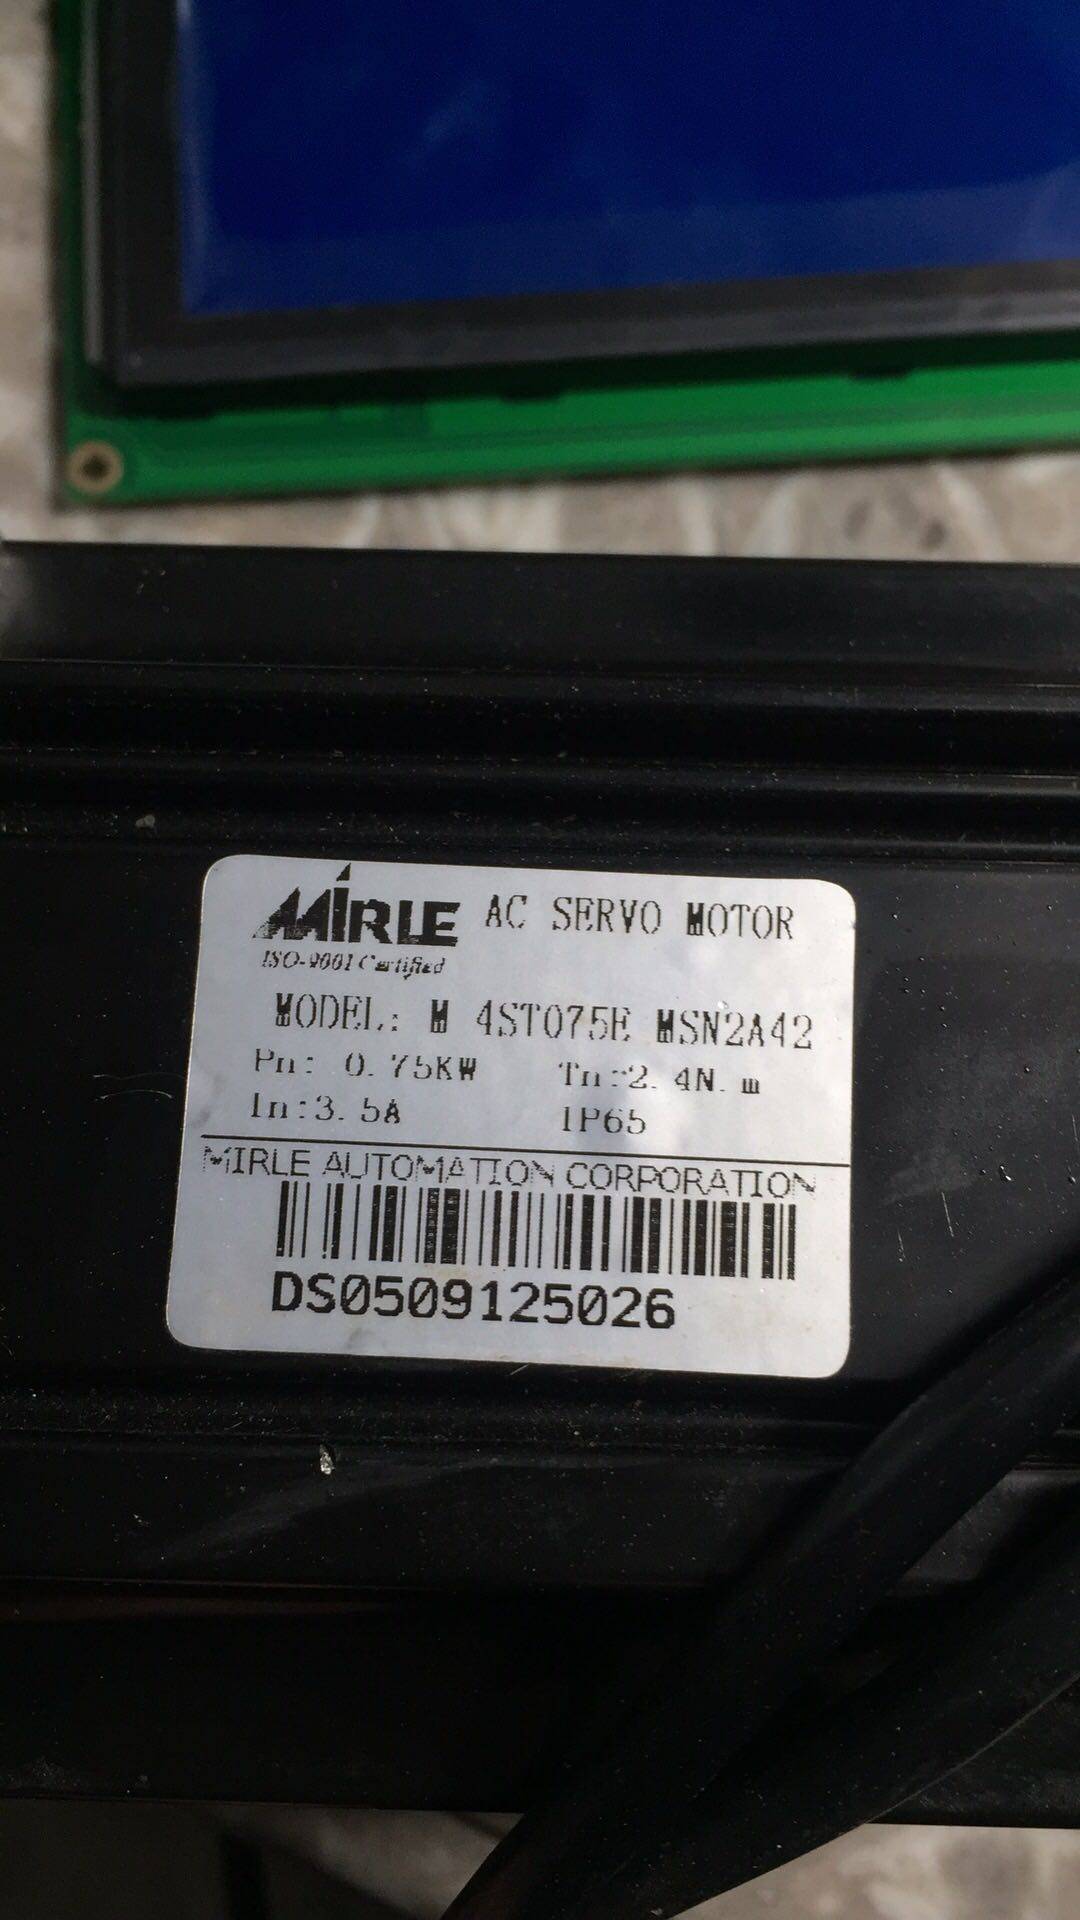 MIRLE AC SERVO MOTOR
ISO-9001 Certified
MODEL: M 4ST075E MSN2A42
Pn: 0.75KW Tn:2.4N.m
In:3.5A IP65
MIRLE AUTOMATION CORPORATION
DS0509125026